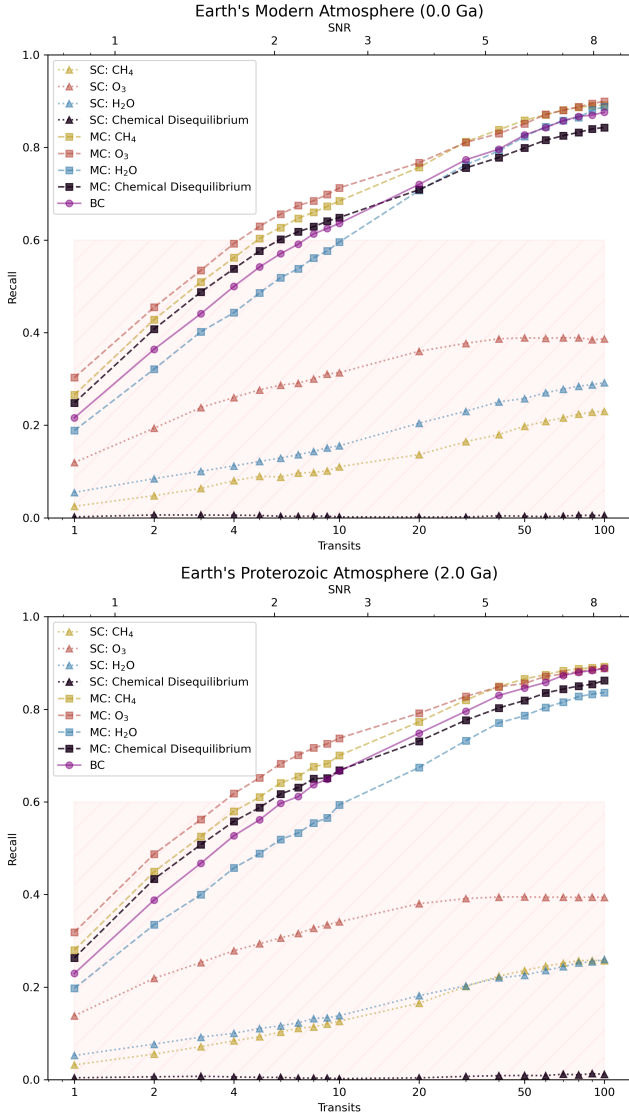 Earth's Modern Atmosphere (0.0 Ga)
SNR
1 2 3 5 8
1.0
0.8
0.6
0.4
0.2
0.0
Recall
SC: CH₄
SC: O₃
SC: H₂O
SC: Chemical Disequilibrium
MC: CH₄
MC: O₃
MC: H₂O
MC: Chemical Disequilibrium
BC
1 2 4 10 20 50 100
Transits
Earth's Proterozoic Atmosphere (2.0 Ga)
SNR
1 2 3 5 8
1.0
0.8
0.6
0.4
0.2
0.0
Recall
SC: CH₄
SC: O₃
SC: H₂O
SC: Chemical Disequilibrium
MC: CH₄
MC: O₃
MC: H₂O
MC: Chemical Disequilibrium
BC
1 2 4 10 20 50 100
Transits